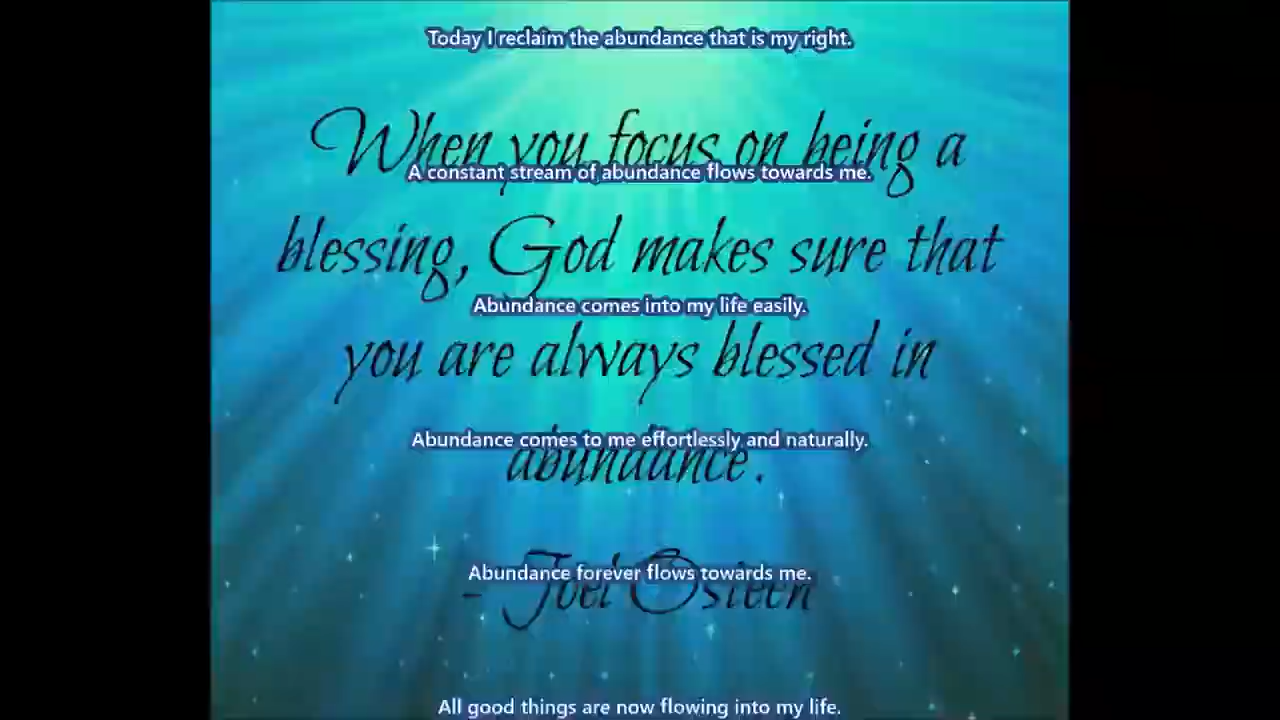 Today I reclaim the abundance that is my right.
When you focus on being a
A constant stream of abundance flows towards me.
blessing, God makes sure that
Abundance comes into my life easily.
you are always blessed in
Abundance comes to me effortlessly and naturally.
abundance.
Abundance forever flows towards me.
- Joel Osteen
All good things are now flowing into my life.